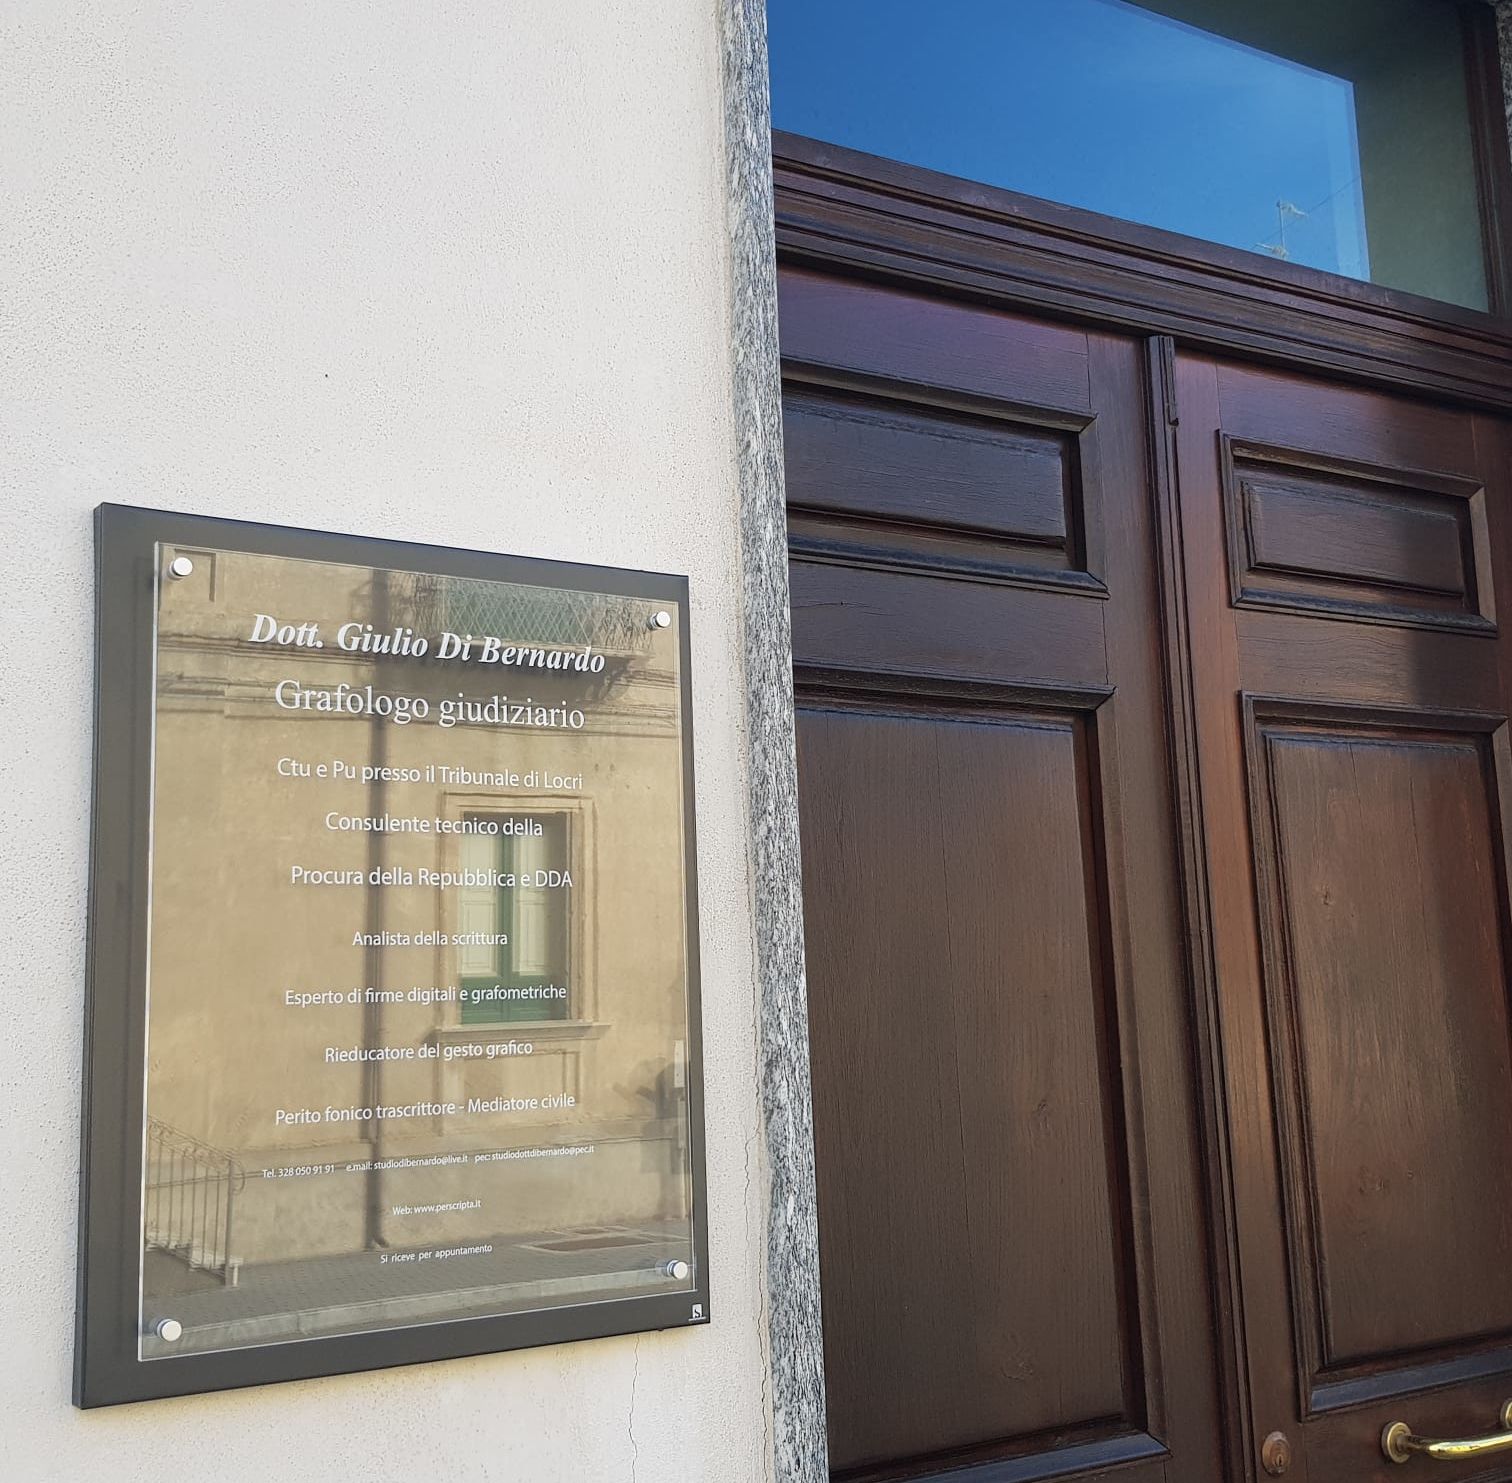 Dott. Giulio Di Bernardo
Grafologo giudiziario
Ctu e Pu presso il Tribunale di Locri
Consulente tecnico della
Procura della Repubblica e DDA
Analista della scrittura
Esperto di firme digitali e grafometriche
Rieducatore del gesto grafico
Perito fonico trascrittore - Mediatore civile
Tel. 328 050 91 91 e.mail: studiodibernardo@live.it pec: studiodottdibernardo@pec.it
Web: www.perscripta.it
Si riceve per appuntamento
S